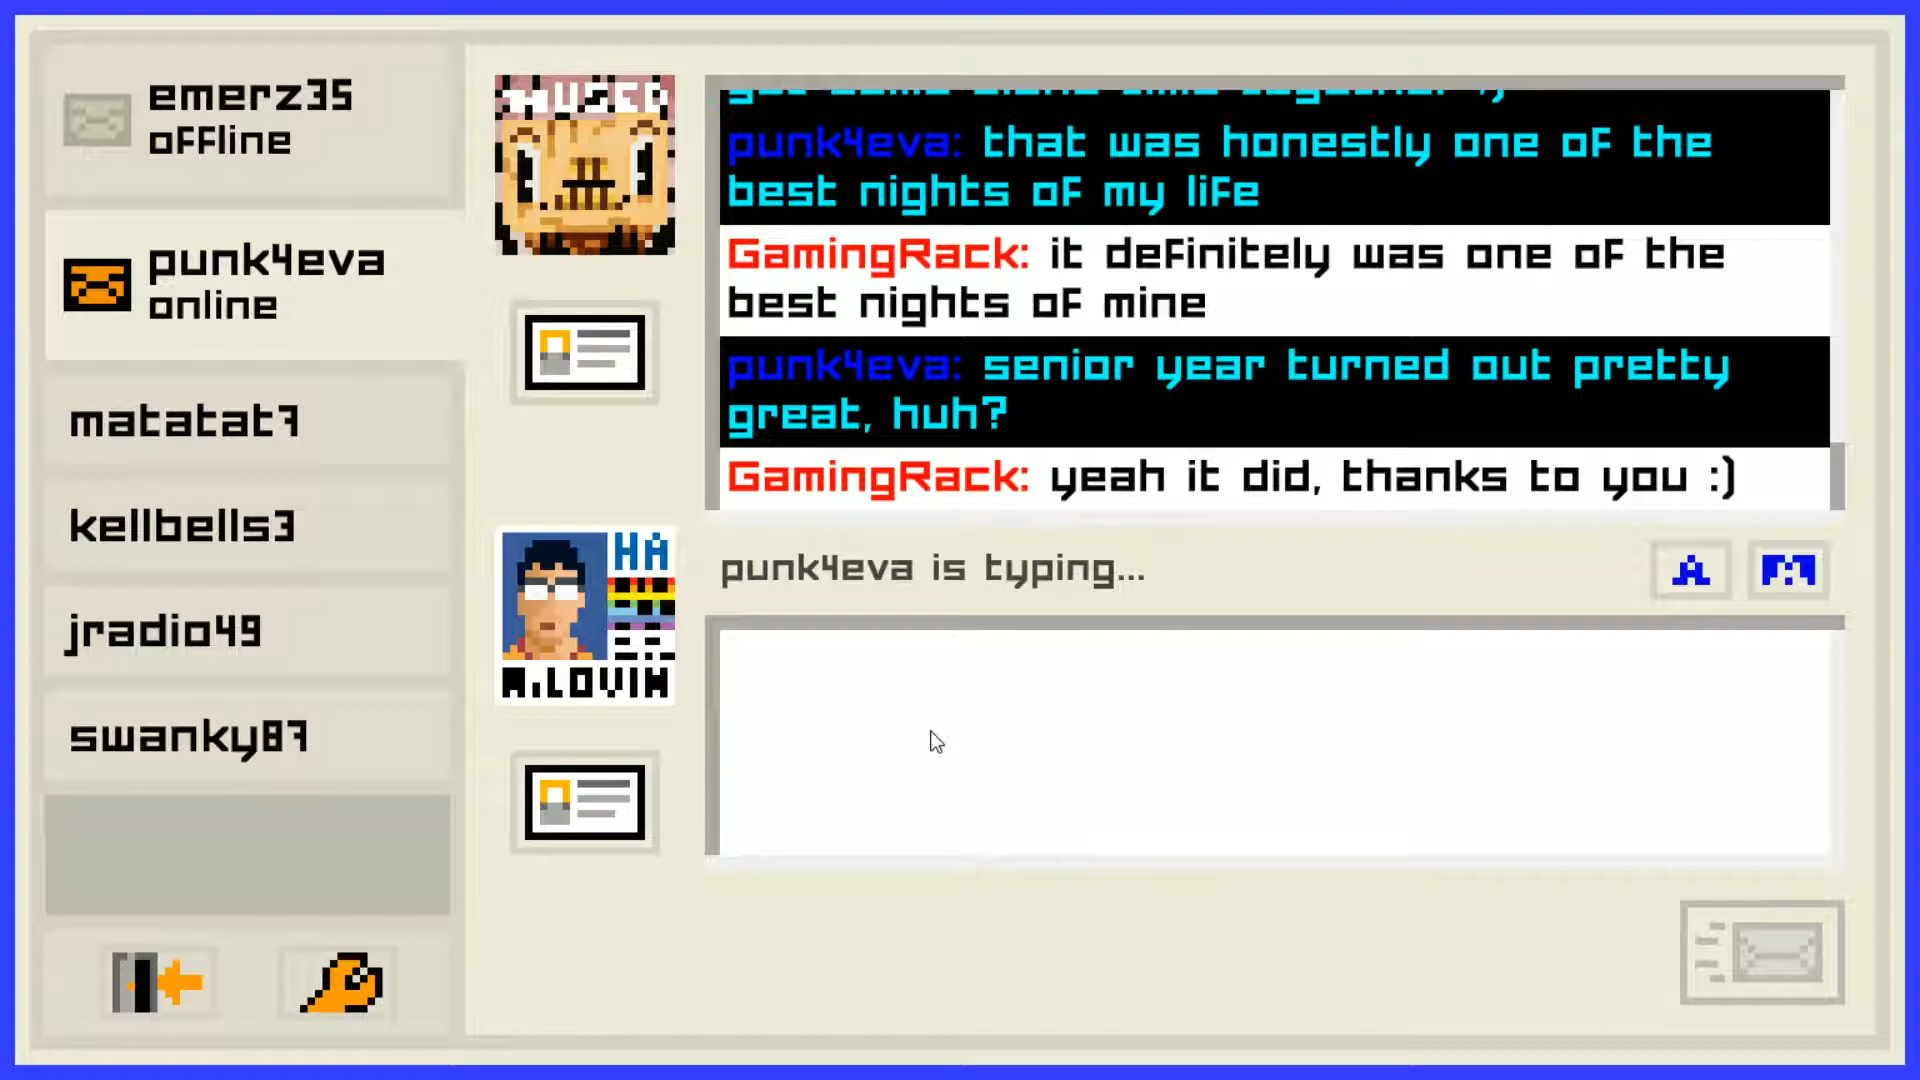 emerz35
offline
punk4eva
online
matatat7
kellbells3
jradio49
swanky87
USED
punk4eva: that was honestly one of the
best nights of my life
GamingRack: it definitely was one of the
best nights of mine
punk4eva: senior year turned out pretty
great, huh?
GamingRack: yeah it did, thanks to you :)
HA
punk4eva is typing...
A